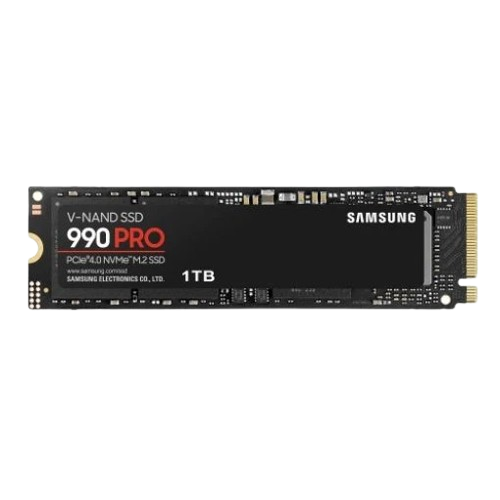 V-NAND SSD
SAMSUNG
990 PRO
PCIe®4.0 NVMe™ M.2 SSD
www.samsung.com/ssd
SAMSUNG ELECTRONICS CO., LTD.
1TB